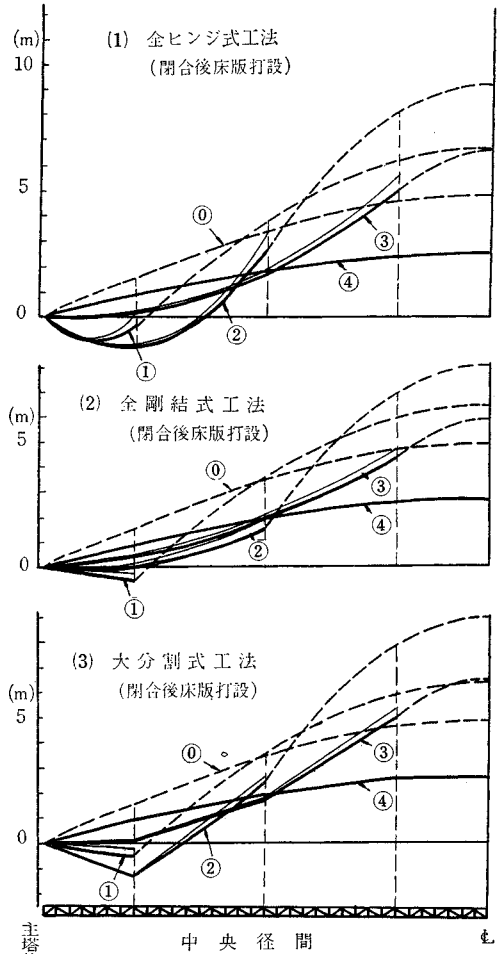 (m)
(1) 全ヒンジ式工法
(閉合後床版打設)
10
5
0
⓪
③
④
①
②
(m)
(2) 全剛結式工法
(閉合後床版打設)
5
0
⓪
③
④
②
①
(3) 大分割式工法
(m)
(閉合後床版打設)
5
0
⓪
③
④
①
②
主塔
中央径間
℄